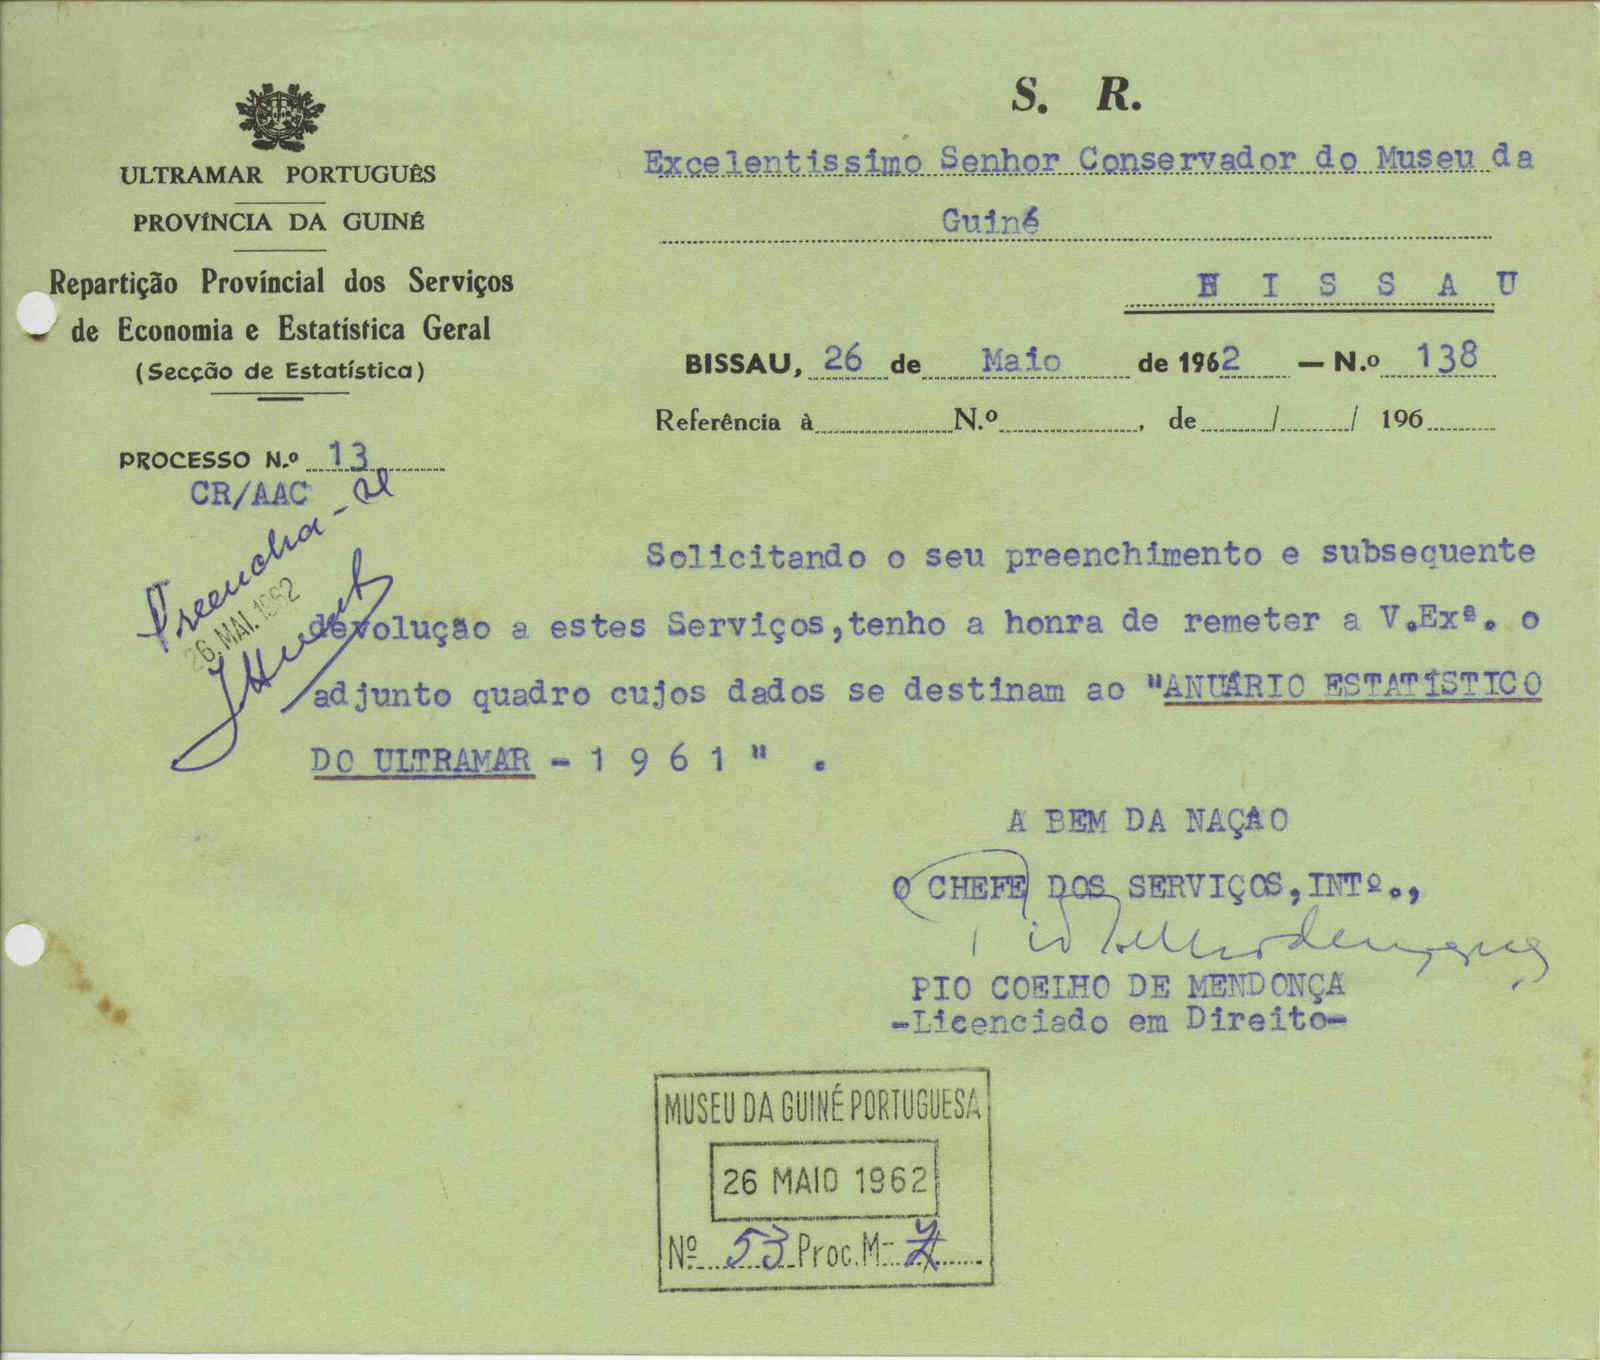 ULTRAMAR PORTUGUÊS
PROVÍNCIA DA GUINÉ
Repartição Provincial dos Serviços
de Economia e Estatística Geral
(Secção de Estatística)
PROCESSO N.º 13
CR/AAC
Preencha-se
26. MAI. 1962
S. R.
Excelentissimo Senhor Conservador do Museu da
Guiné
BISSAU
BISSAU, 26 de Maio de 1962 — N.º 138
Referência à N.º , de / / 196
Solicitando o seu preenchimento e subsequente
devolução a estes Serviços,tenho a honra de remeter a V.Exª. o
adjunto quadro cujos dados se destinam ao "ANUÁRIO ESTATÍSTICO
DO ULTRAMAR - 1 9 6 1 " .
A BEM DA NAÇÃO
O CHEFE DOS SERVIÇOS,INTº.,
PIO COELHO DE MENDONÇA
-Licenciado em Direito-
MUSEU DA GUINÉ PORTUGUESA
26 MAIO 1962
Nº 53 Proc. M-